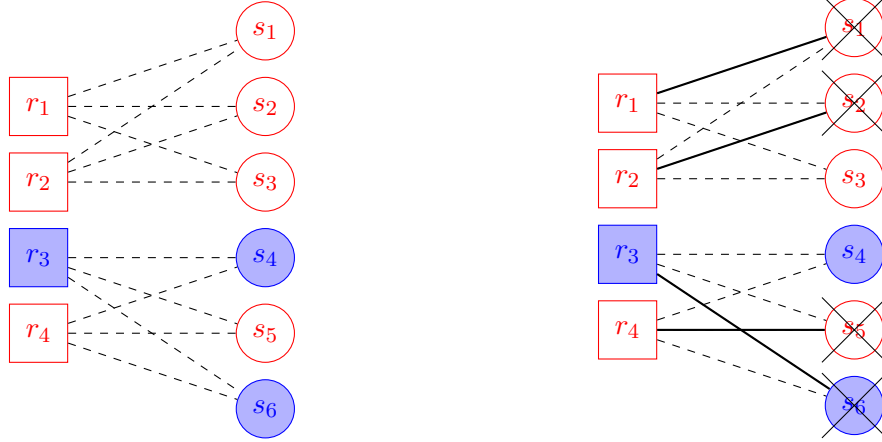 s₁
r₁
s₂
r₂
s₃
r₃
s₄
r₄
s₅
s₆
s₁
r₁
s₂
r₂
s₃
r₃
s₄
r₄
s₅
s₆